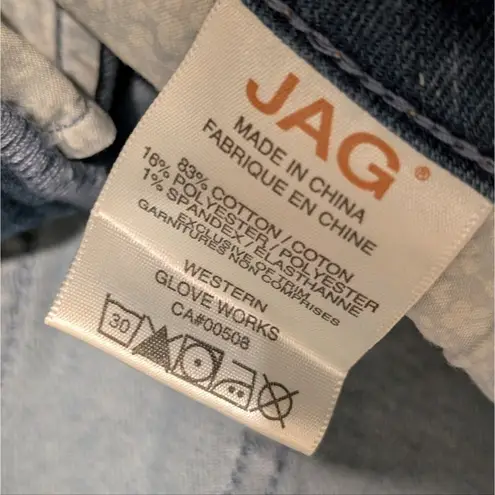 JAG®
MADE IN CHINA
FABRIQUE EN CHINE
83% COTTON / COTON
16% POLYESTER / POLYESTER
1% SPANDEX / ELASTHANNE
EXCLUSIVE OF TRIM
GARNITURES NON COMPRISES
WESTERN
GLOVE WORKS
CA#00508
30